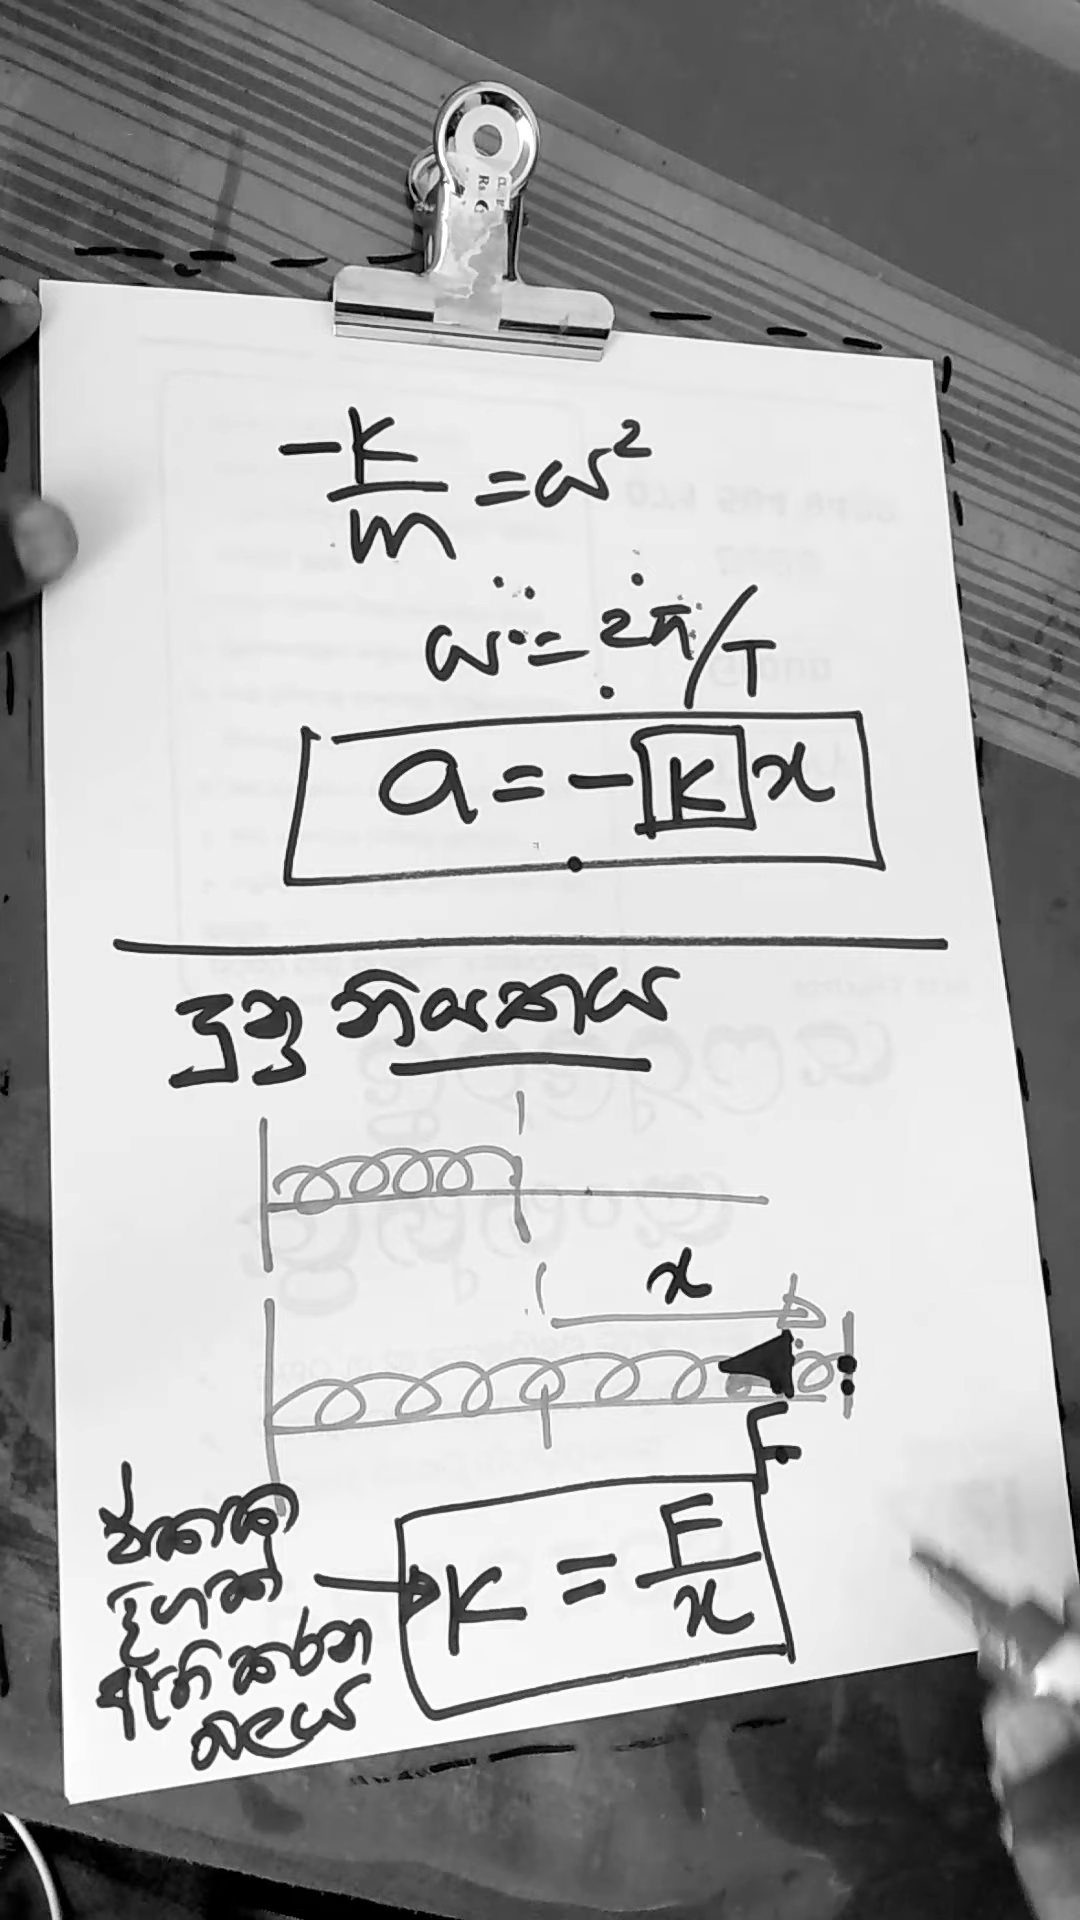 -K/m = ω²
ω = 2π/T
a = -K x
දුනු නියතය
x
F
ඒකක
දිගක්
ඇති කරන
බලය
K = F/x